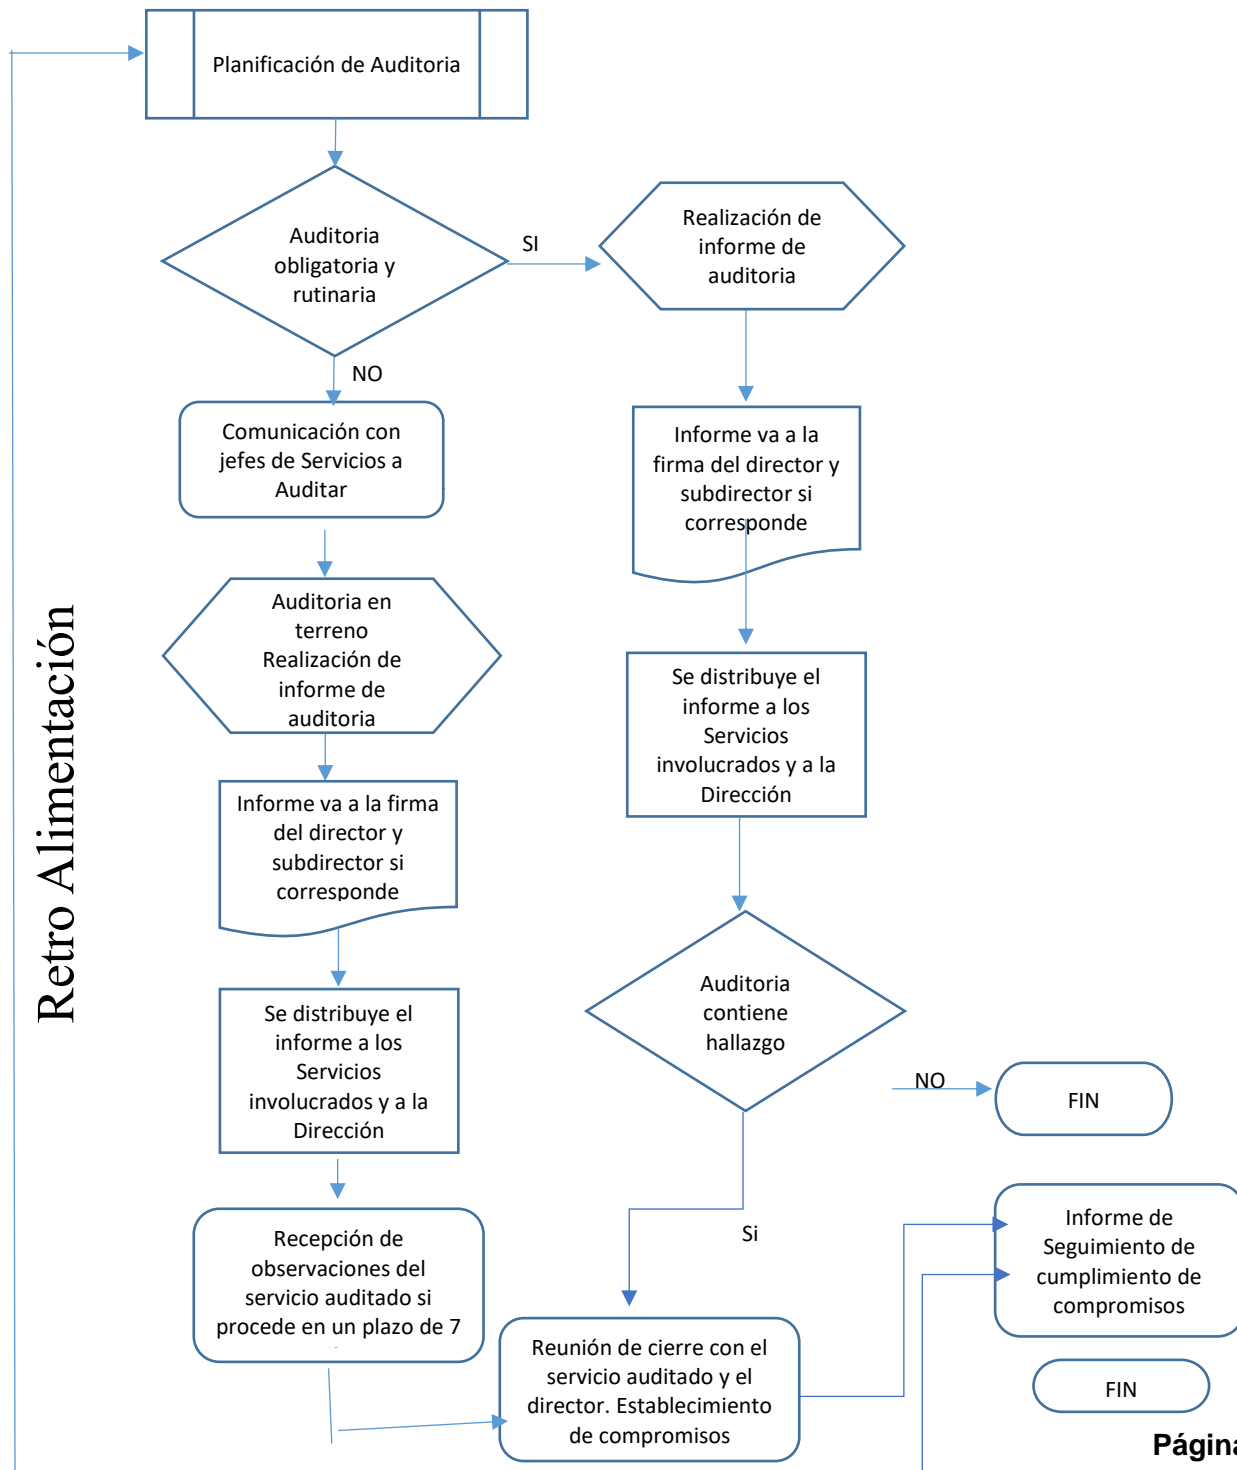 Planificación de Auditoria
Auditoria
obligatoria y
rutinaria
SI
Realización de
informe de
auditoria
NO
Comunicación con
jefes de Servicios a
Auditar
Informe va a la
firma del director y
subdirector si
corresponde
Auditoria en
terreno
Realización de
informe de
auditoria
Se distribuye el
informe a los
Servicios
involucrados y a la
Dirección
Informe va a la firma
del director y
subdirector si
corresponde
Retro Alimentación
Auditoria
contiene
hallazgo
Se distribuye el
informe a los
Servicios
involucrados y a la
Dirección
NO
FIN
Recepción de
observaciones del
servicio auditado si
procede en un plazo de 7
Si
Informe de
Seguimiento de
cumplimiento de
compromisos
Reunión de cierre con el
servicio auditado y el
director. Establecimiento
de compromisos
FIN
Página